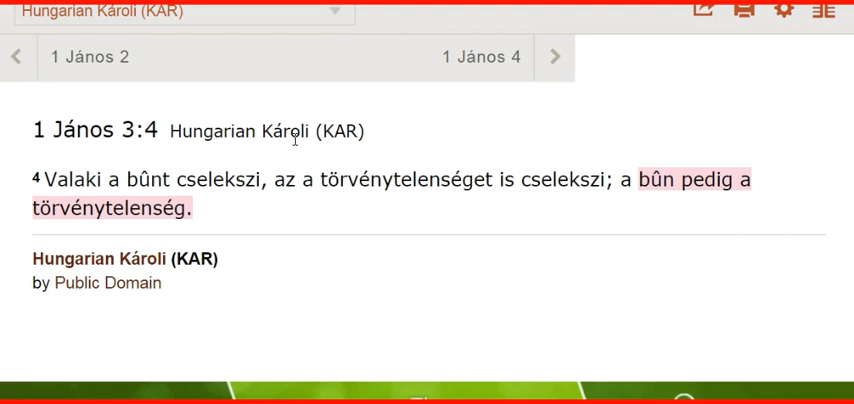 Hungarian Károli (KAR)
1 János 2
1 János 4
1 János 3:4 Hungarian Károli (KAR)
4 Valaki a bûnt cselekszi, az a törvénytelenséget is cselekszi; a bûn pedig a
törvénytelenség.
Hungarian Károli (KAR)
by Public Domain